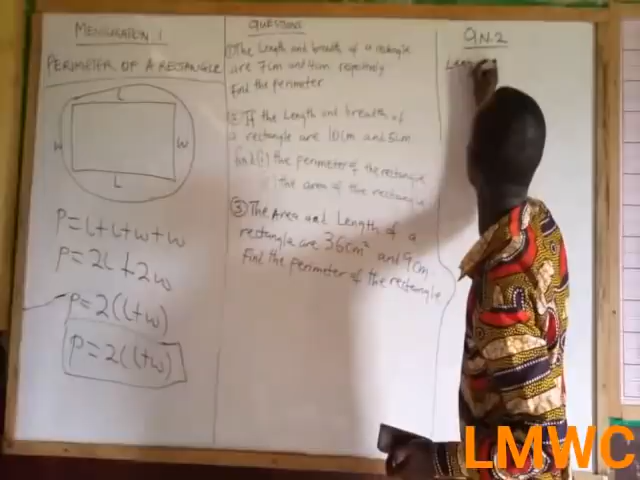 MENSURATION 1
PERIMETER OF A RECTANGLE
L
W
W
L
P=L+L+W+W
P=2L+2W
P=2(L+W)
P=2(L+W)
QUESTIONS
① The Length and breadth of a rectangle
are 7cm and 4cm respectively
Find the perimeter
② If the Length and breadth of
a rectangle are 10cm and 5cm
find (i) the perimeter of the rectangle
the area of the rectangle
③ The Area and Length of a
rectangle are 36cm² and 9cm
Find the perimeter of the rectangle
QN.2
LMWC